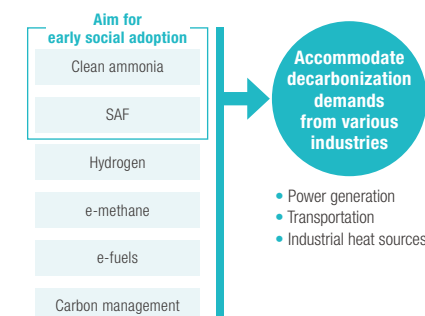 Aim for
early social adoption
Clean ammonia
SAF
Hydrogen
e-methane
e-fuels
Carbon management
Accommodate
decarbonization
demands
from various
industries
• Power generation
• Transportation
• Industrial heat sources